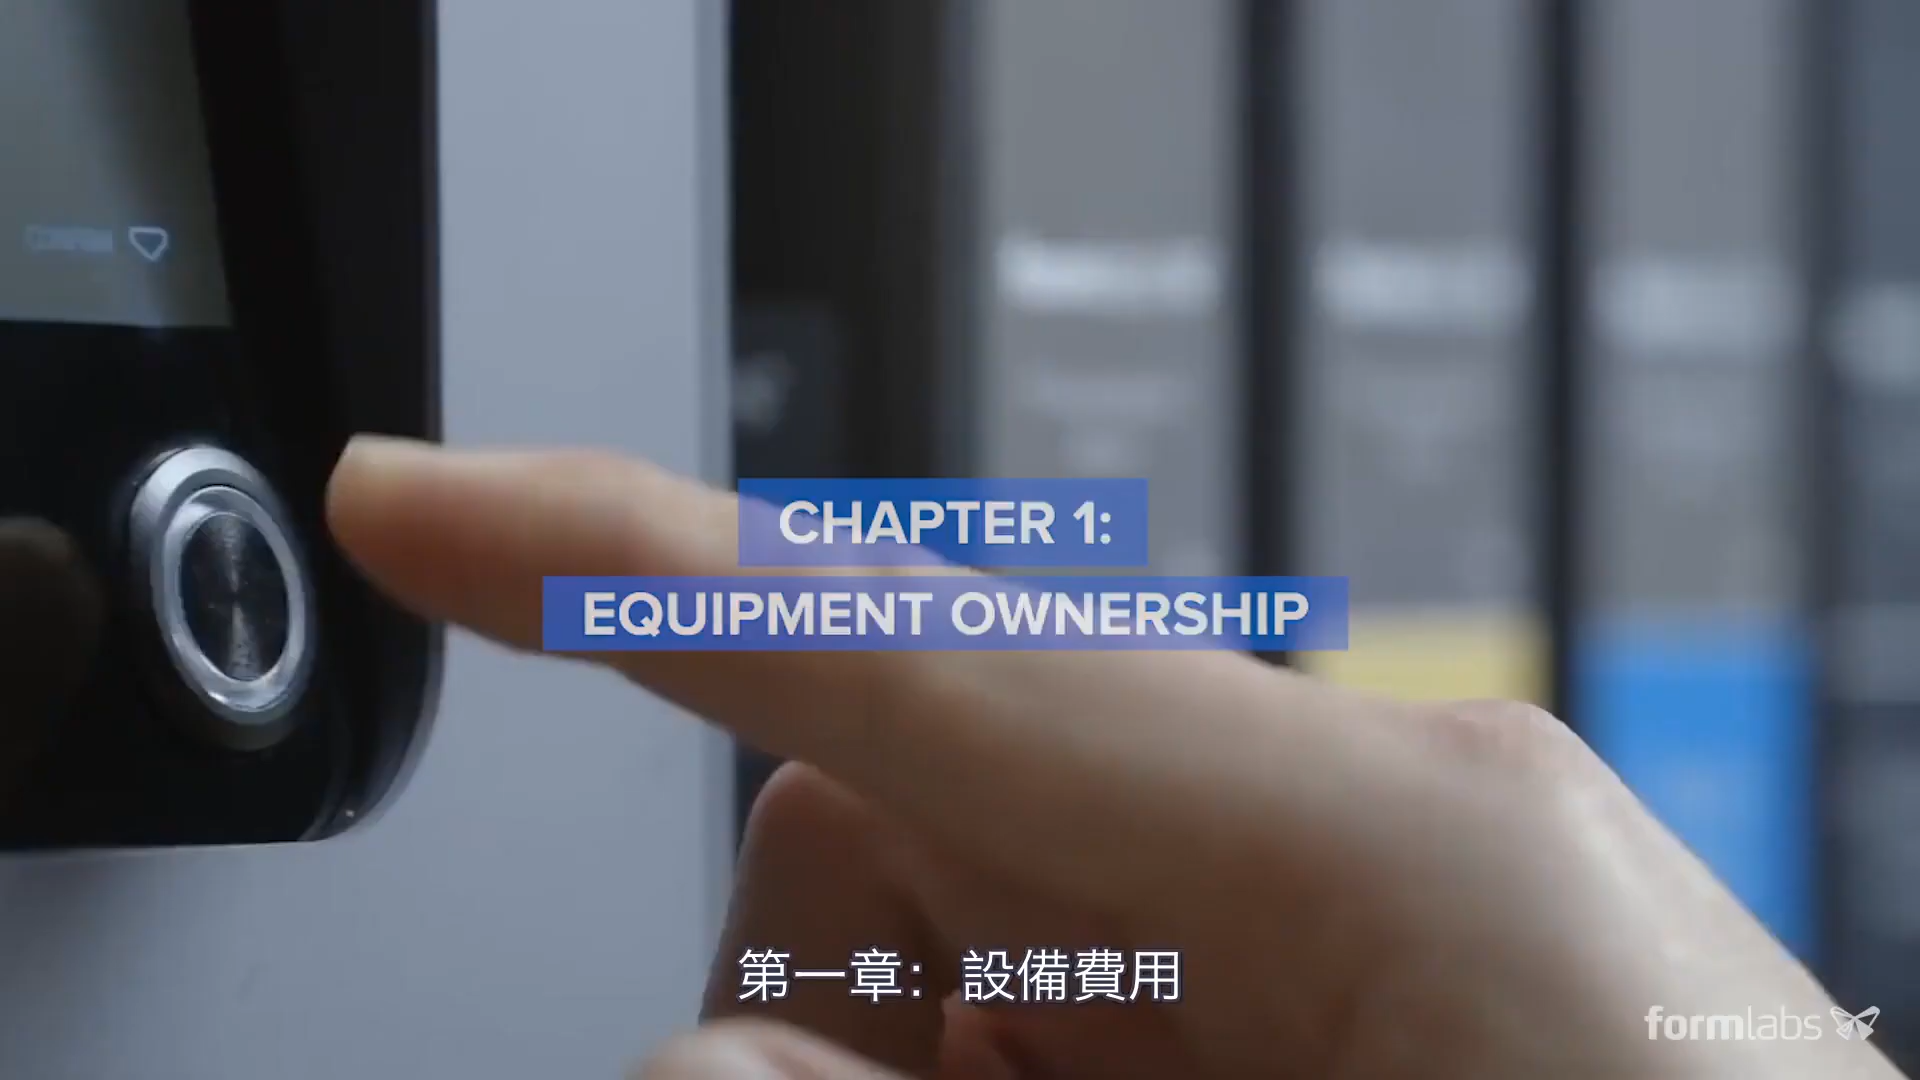 CHAPTER 1:
EQUIPMENT OWNERSHIP
第一章：設備費用
formlabs